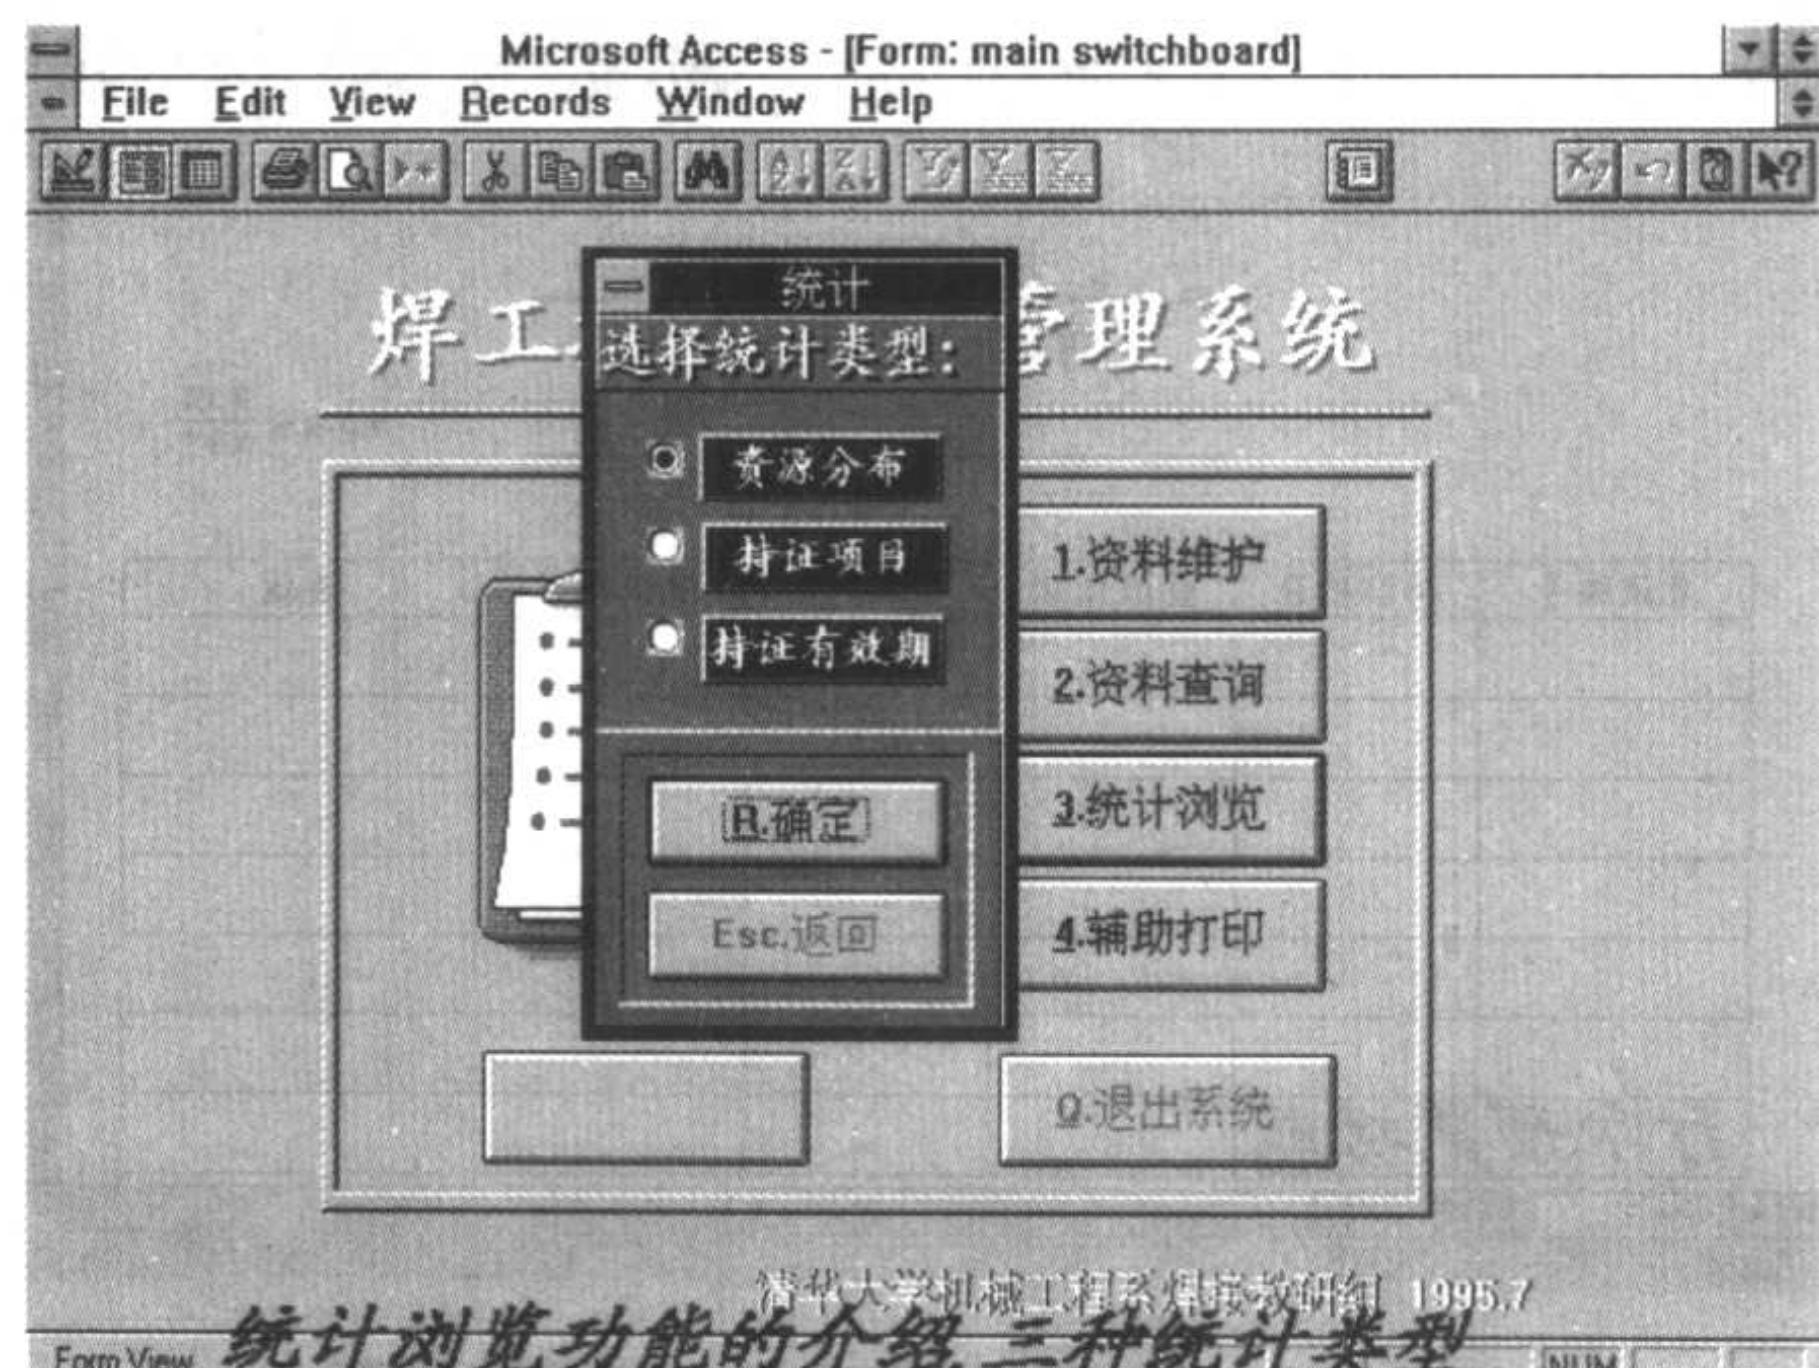 Microsoft Access - [Form: main switchboard]
File Edit View Records Window Help
焊工 管理系统
统计
选择统计类型:
资源分布
持证项目
持证有效期
R.确定
Esc.返回
1.资料维护
2.资料查询
3.统计浏览
4.辅助打印
Q.退出系统
清华大学机械工程系焊接教研组 1995.7
统计浏览功能的介绍 三种统计类型
Form View NUM